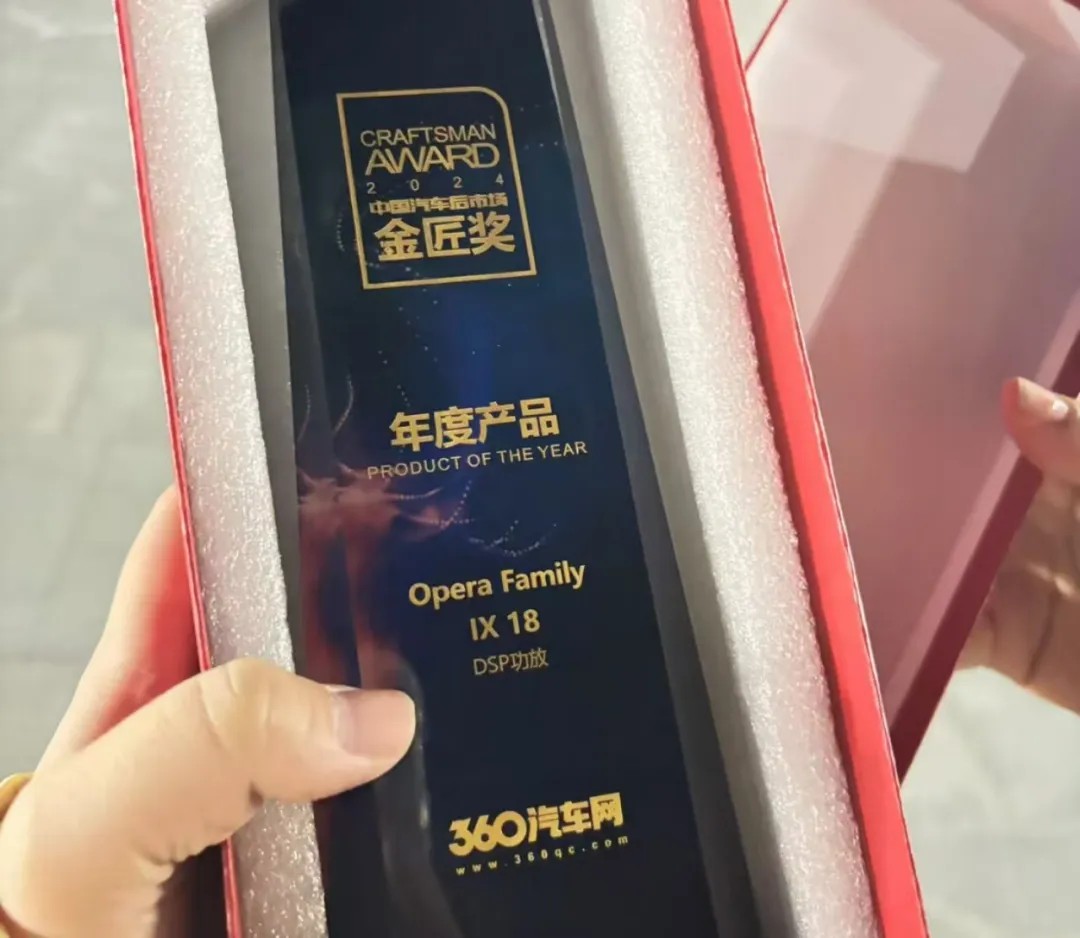 CRAFTSMAN
AWARD
2024
中国汽车后市场
金匠奖
年度产品
PRODUCT OF THE YEAR
Opera Family
IX 18
DSP功放
360汽车网
www.360qc.com